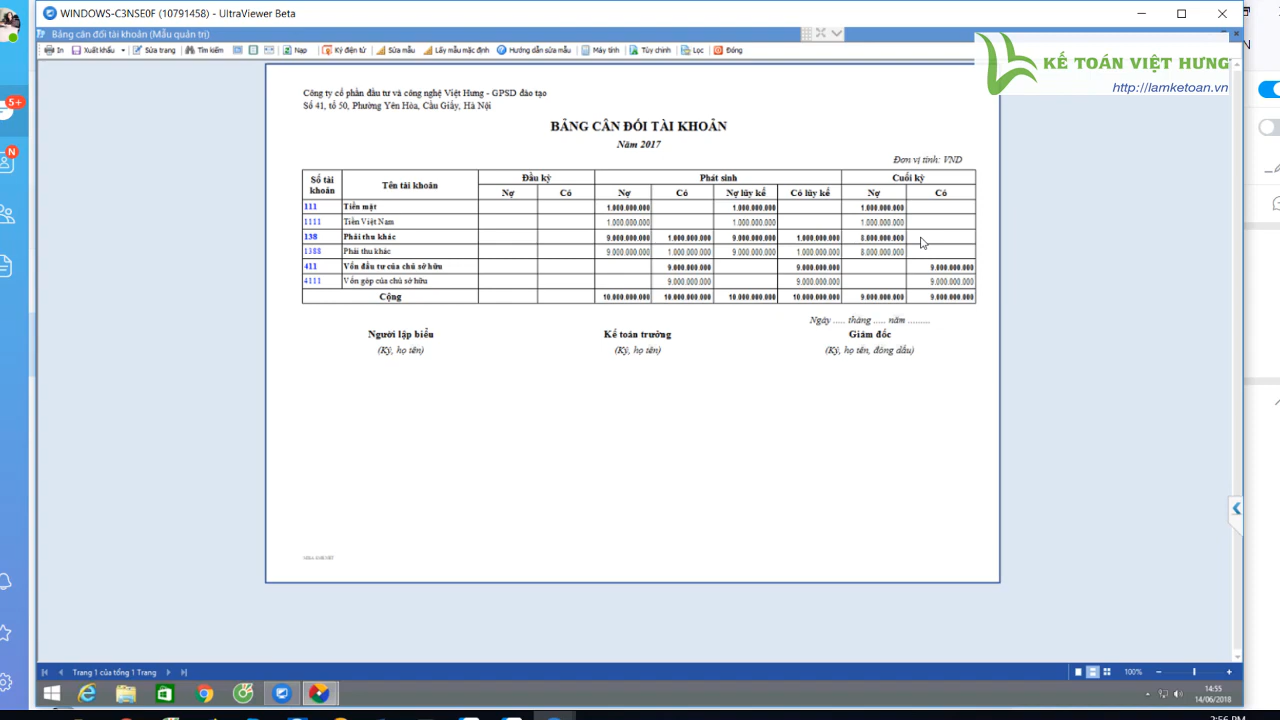 WINDOWS-C3NSE0F (10791458) - UltraViewer Beta
Bảng cân đối tài khoản (Mẫu quản trị)
In Xuất khẩu Sửa trang Tìm kiếm Nạp Ký điện tử Sửa mẫu Lấy mẫu mặc định Hướng dẫn sửa mẫu Máy tính Tùy chỉnh Lọc Đóng
KẾ TOÁN VIỆT HƯNG
http://lamketoan.vn
5+
N
Công ty cổ phần đầu tư và công nghệ Việt Hưng - GPSD đào tạo
Số 41, tổ 50, Phường Yên Hòa, Cầu Giấy, Hà Nội
BẢNG CÂN ĐỐI TÀI KHOẢN
Năm 2017
Đơn vị tính: VND
Số tài khoản Tên tài khoản Đầu kỳ Phát sinh Cuối kỳ
Nợ Có Nợ Có Nợ lũy kế Có lũy kế Nợ Có
111 Tiền mặt 1.000.000.000 1.000.000.000 1.000.000.000
1111 Tiền Việt Nam 1.000.000.000 1.000.000.000 1.000.000.000
138 Phải thu khác 9.000.000.000 1.000.000.000 9.000.000.000 1.000.000.000 8.000.000.000
1388 Phải thu khác 9.000.000.000 1.000.000.000 9.000.000.000 1.000.000.000 8.000.000.000
411 Vốn đầu tư của chủ sở hữu 9.000.000.000 9.000.000.000 9.000.000.000
4111 Vốn góp của chủ sở hữu 9.000.000.000 9.000.000.000 9.000.000.000
Cộng 10.000.000.000 10.000.000.000 10.000.000.000 10.000.000.000 9.000.000.000 9.000.000.000
Ngày ..... tháng ..... năm .........
Người lập biểu Kế toán trưởng Giám đốc
(Ký, họ tên) (Ký, họ tên) (Ký, họ tên, đóng dấu)
Trang 1 của tổng 1 Trang
100%
14:55
14/06/2018